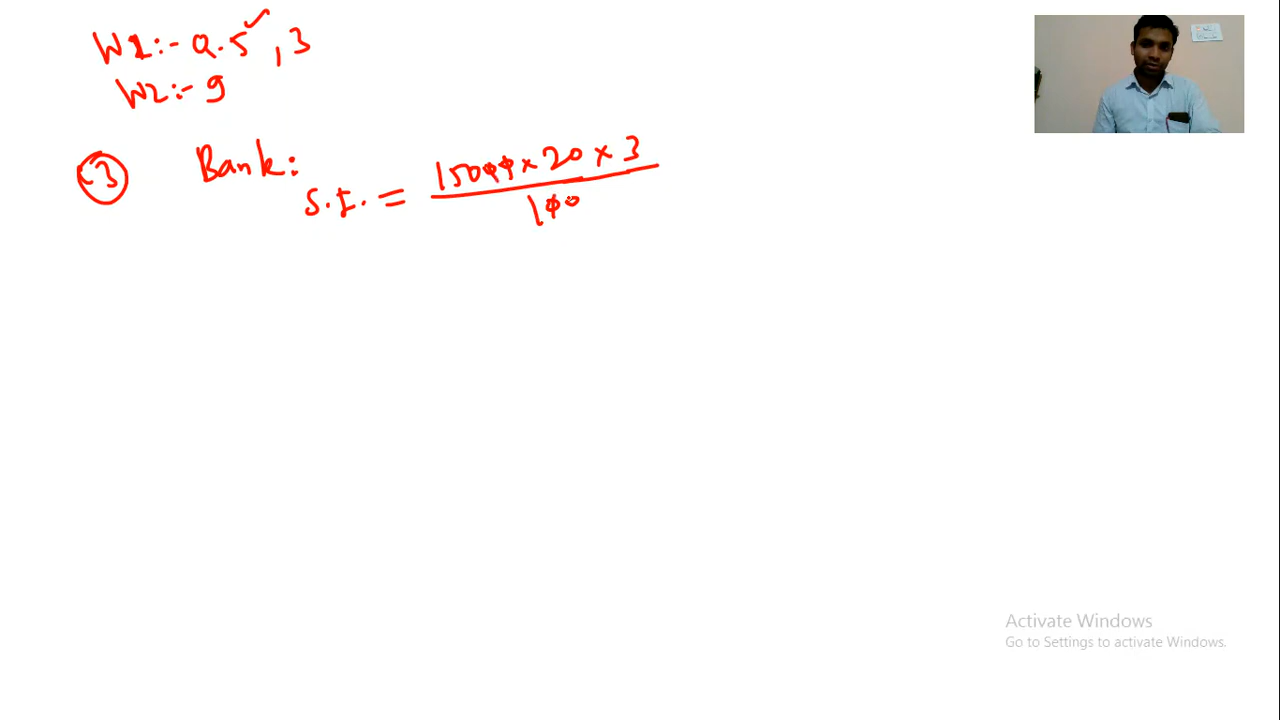 W1:- Q.5✓, 3
W2:- 9
3 Bank:
S.I. = 15000 x 20 x 3
100
Activate Windows
Go to Settings to activate Windows.